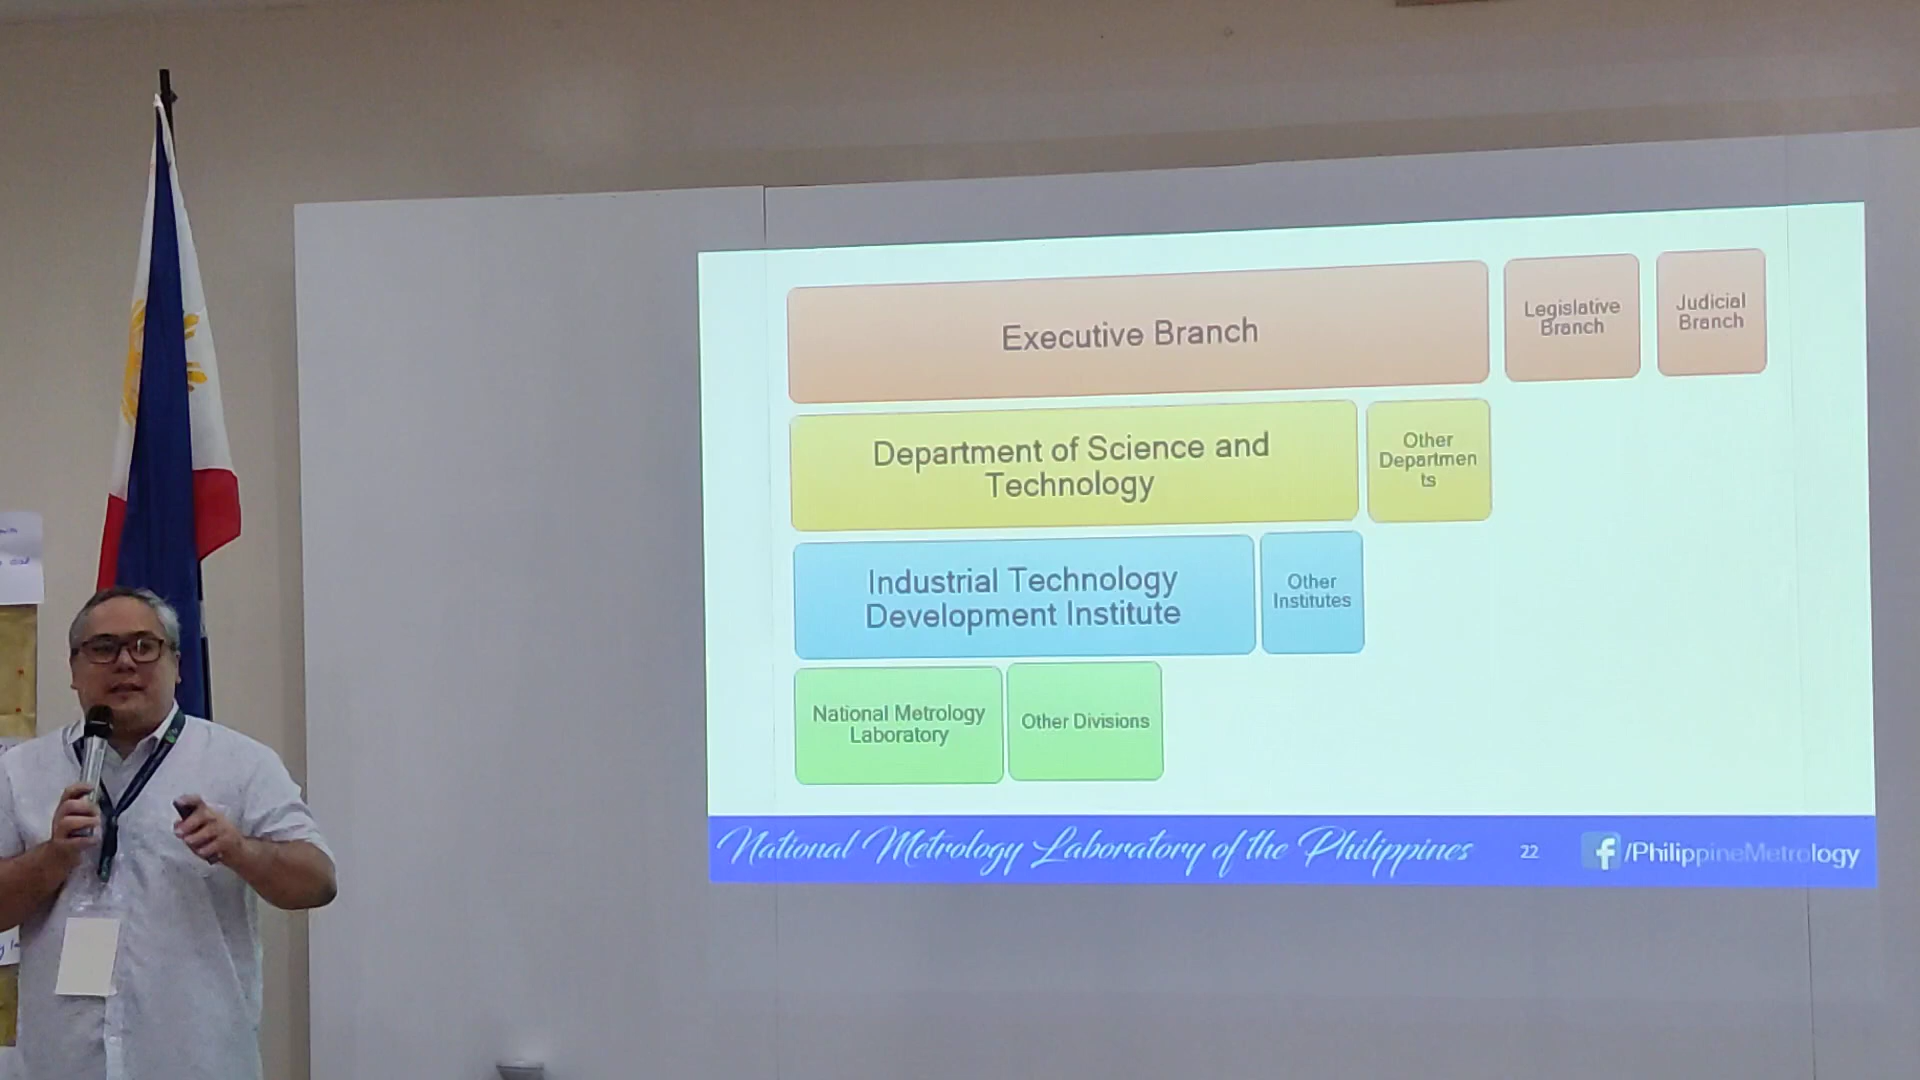 Executive Branch
Legislative
Branch
Judicial
Branch
Department of Science and
Technology
Other
Departmen
ts
Industrial Technology
Development Institute
Other
Institutes
National Metrology
Laboratory
Other Divisions
National Metrology Laboratory of the Philippines
22
f /PhilippineMetrology